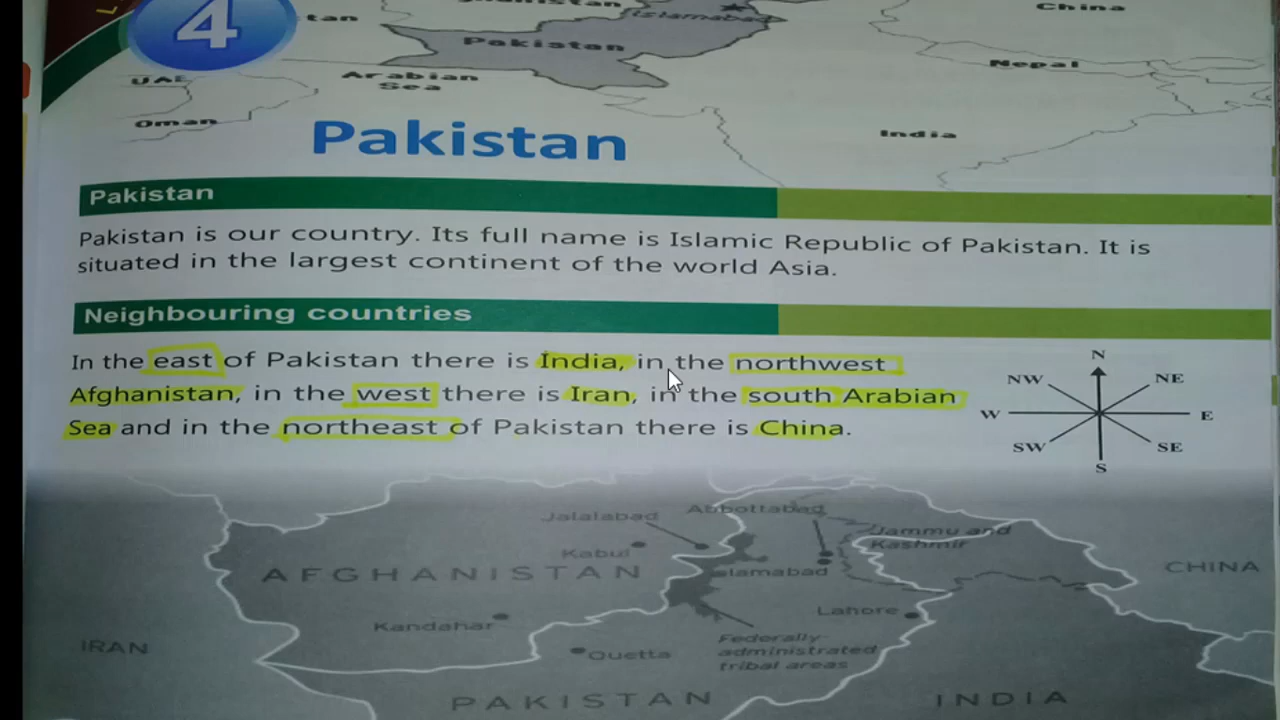 4
tan
Islamabad
China
Pakistan
Nepal
UAE
Arabian
Sea
Oman
India
Pakistan
Pakistan
Pakistan is our country. Its full name is Islamic Republic of Pakistan. It is
situated in the largest continent of the world Asia.
Neighbouring countries
In the east of Pakistan there is India, in the northwest
Afghanistan, in the west there is Iran, in the south Arabian
Sea and in the northeast of Pakistan there is China.
N
NW NE
W E
SW SE
S
Jalalabad
Abbottabad
Jammu and
Kashmir
Kabul
AFGHANISTAN
Islamabad
CHINA
Lahore
Kandahar
IRAN
Quetta
Federally-
administrated
tribal areas
PAKISTAN
INDIA